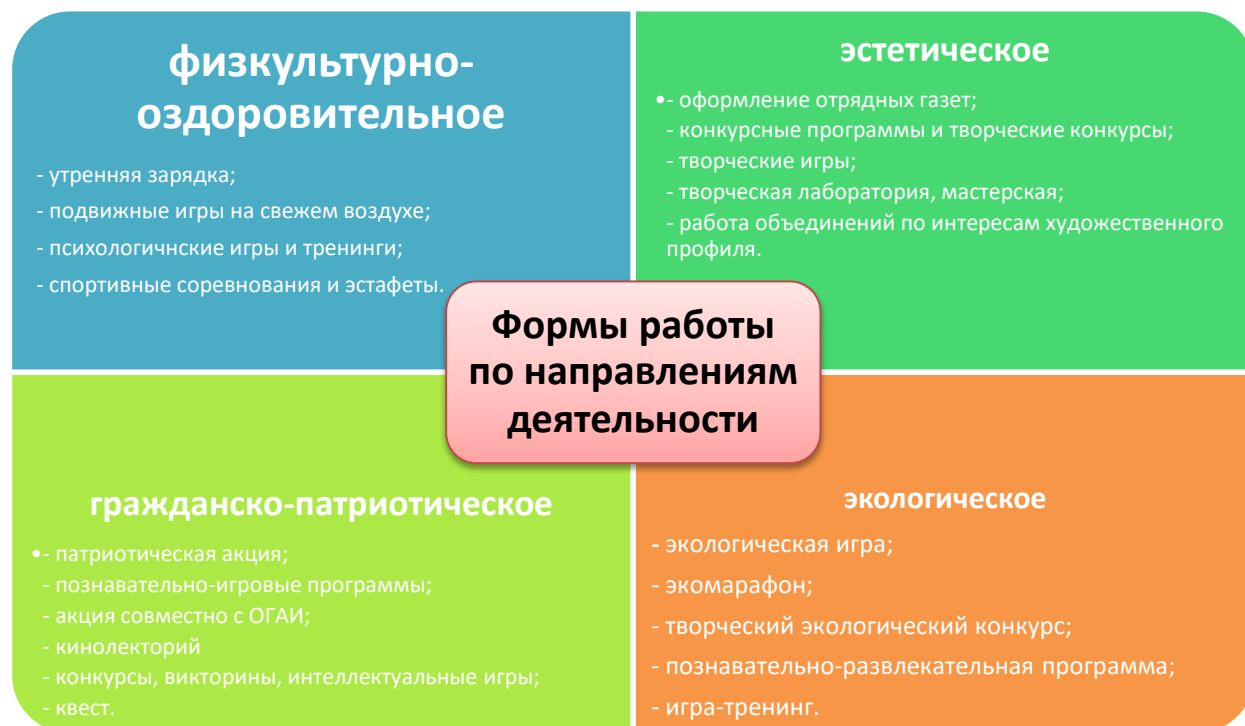 физкультурно-
оздоровительное
- утренняя зарядка;
- подвижные игры на свежем воздухе;
- психологичнские игры и тренинги;
- спортивные соревнования и эстафеты.
эстетическое
•- оформление отрядных газет;
- конкурсные программы и творческие конкурсы;
- творческие игры;
- творческая лаборатория, мастерская;
- работа объединений по интересам художественного
профиля.
Формы работы
по направлениям
деятельности
гражданско-патриотическое
•- патриотическая акция;
- познавательно-игровые программы;
- акция совместно с ОГАИ;
- кинолекторий
- конкурсы, викторины, интеллектуальные игры;
- квест.
экологическое
- экологическая игра;
- экомарафон;
- творческий экологический конкурс;
- познавательно-развлекательная программа;
- игра-тренинг.